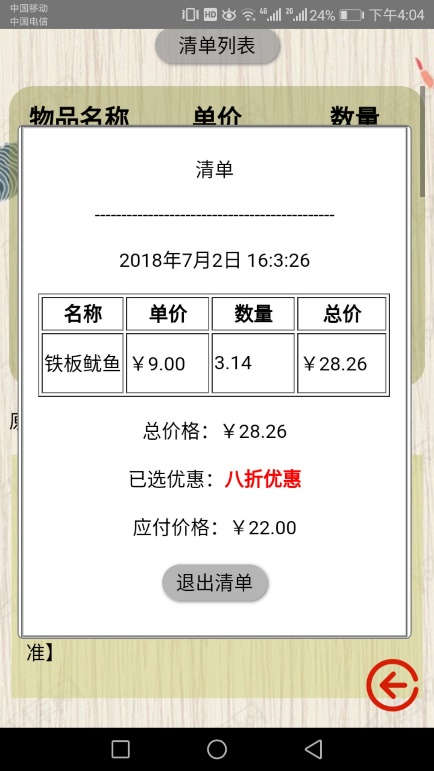 中国移动
中国电信
HD 4G 2G 24% 下午4:04
清单列表
物品名称 单价 数量
清单
---------------------------------------------
2018年7月2日 16:3:26
名称 单价 数量 总价
铁板鱿鱼 ￥9.00 3.14 ￥28.26
总价格：￥28.26
已选优惠：八折优惠
应付价格：￥22.00
退出清单
准】